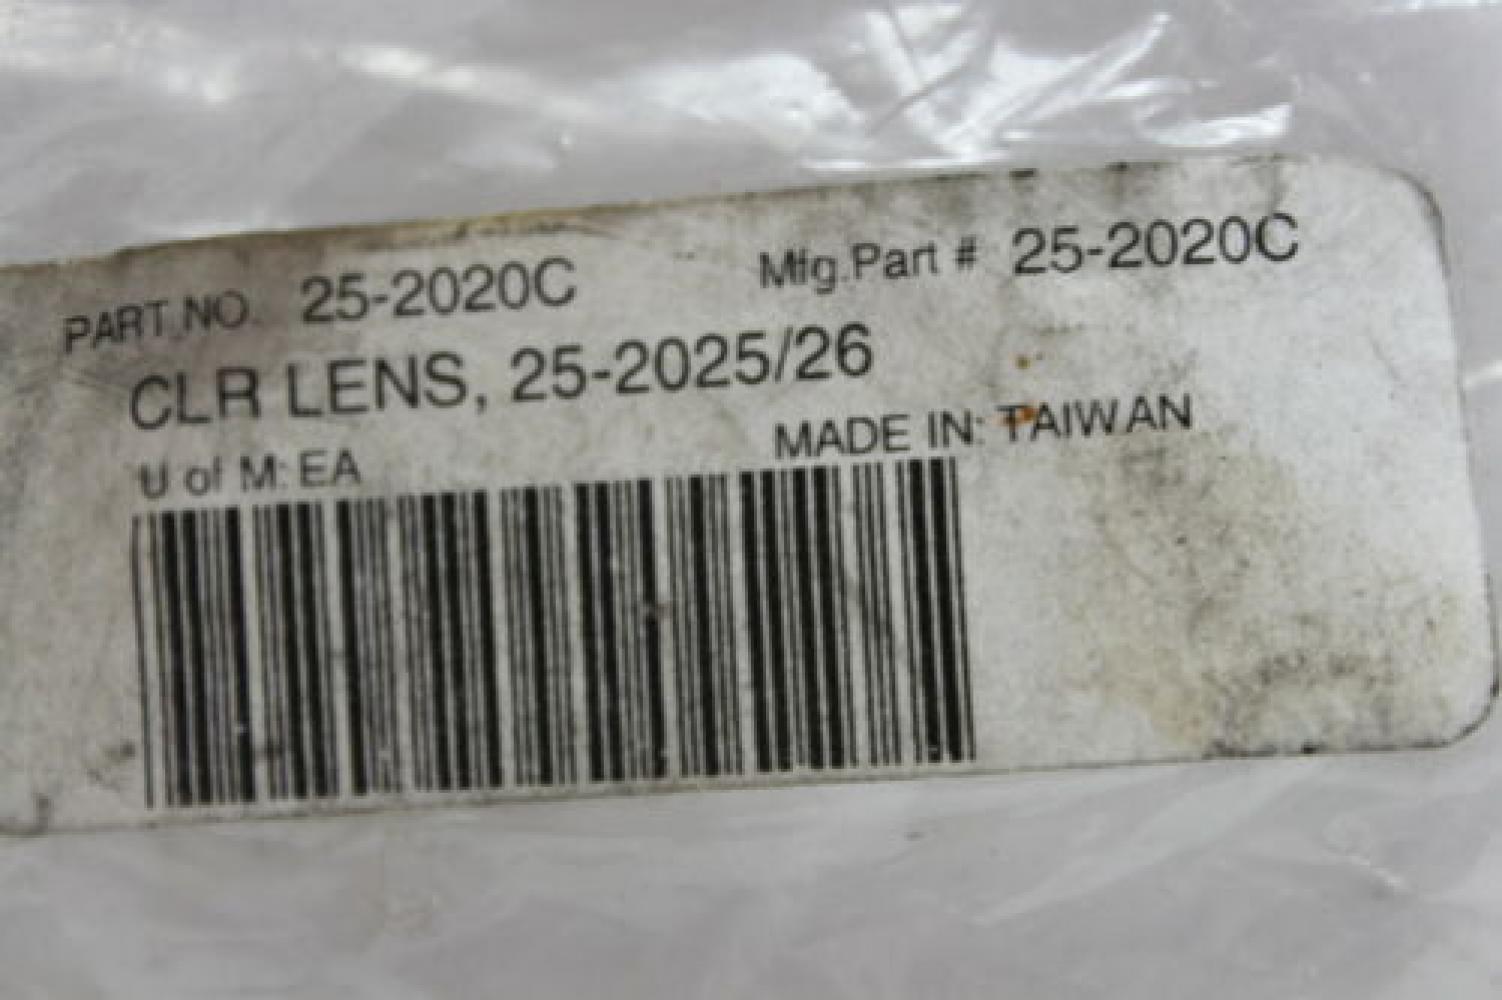 PART NO. 25-2020C Mfg.Part # 25-2020C
CLR LENS, 25-2025/26
U of M: EA MADE IN: TAIWAN